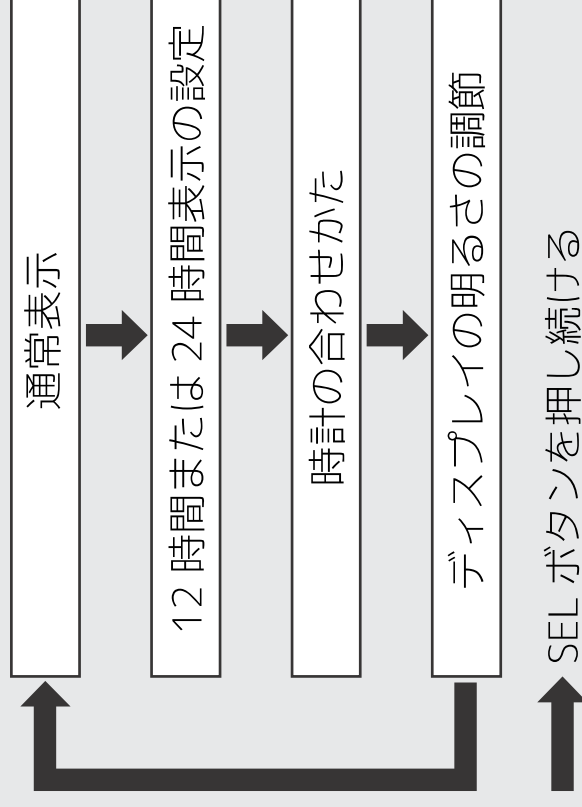 通常表示
12 時間または 24 時間表示の設定
時計の合わせかた
ディスプレイの明るさの調節
SEL ボタンを押し続ける